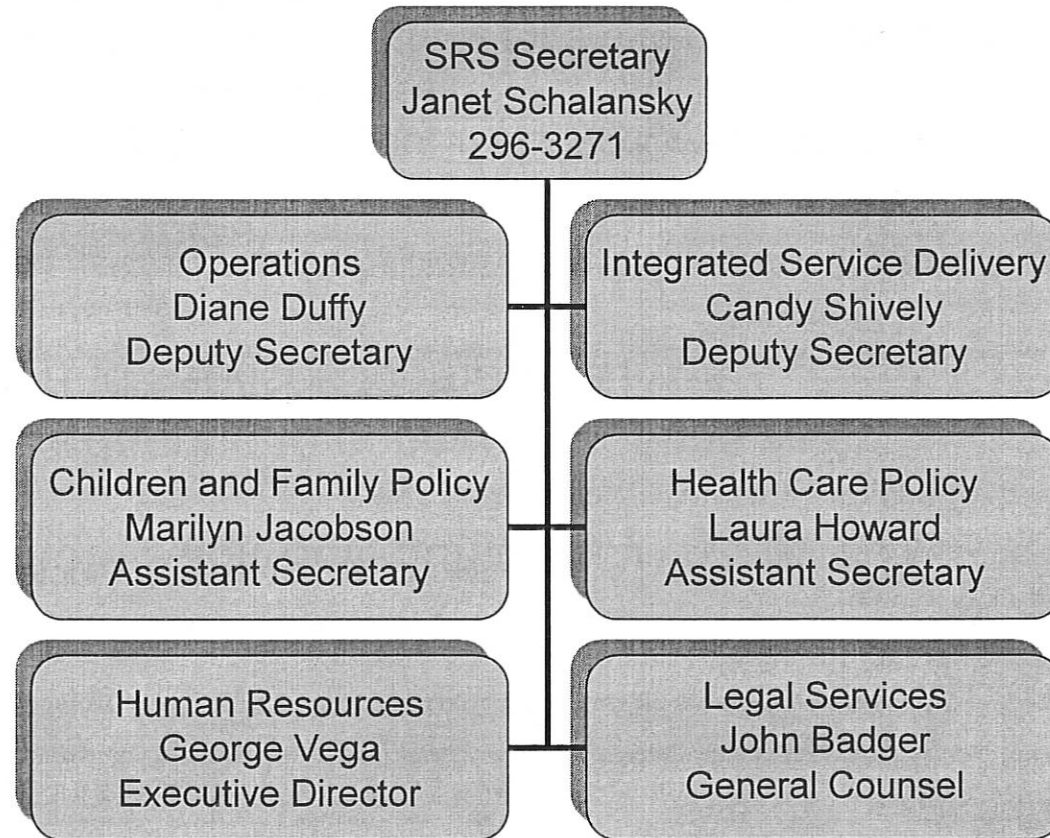 SRS Secretary
Janet Schalansky
296-3271
Operations
Diane Duffy
Deputy Secretary
Integrated Service Delivery
Candy Shively
Deputy Secretary
Children and Family Policy
Marilyn Jacobson
Assistant Secretary
Health Care Policy
Laura Howard
Assistant Secretary
Human Resources
George Vega
Executive Director
Legal Services
John Badger
General Counsel